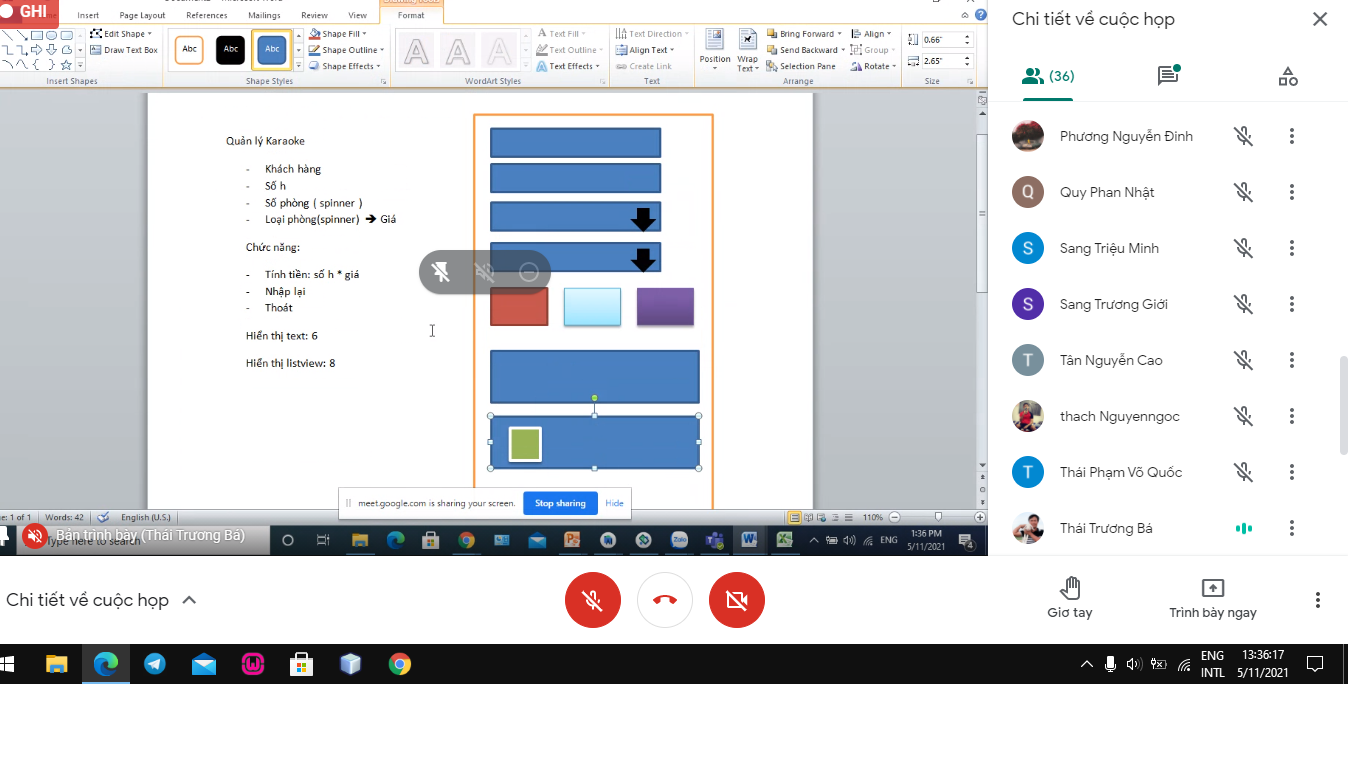 GHI
Insert
Page Layout
References
Mailings
Review
View
Format
Edit Shape
Draw Text Box
Insert Shapes
Abc
Abc
Abc
Shape Fill
Shape Outline
Shape Effects
Shape Styles
A
A
A
Text Fill
Text Outline
Text Effects
WordArt Styles
Text Direction
Align Text
Create Link
Text
Position
Wrap
Text
Bring Forward
Send Backward
Selection Pane
Align
Group
Rotate
Arrange
0.66"
2.65"
Size
Quản lý Karaoke
- Khách hàng
- Số h
- Số phòng ( spinner )
- Loại phòng(spinner) ➔ Giá
Chức năng:
- Tính tiền: số h * giá
- Nhập lại
- Thoát
Hiển thị text: 6
Hiển thị listview: 8
meet.google.com is sharing your screen.
Stop sharing
Hide
1 of 1
Words: 42
English (U.S.)
110%
Bản trình bày (Thái Trương Bá)
Type here to search
ENG
1:36 PM
5/11/2021
4
Chi tiết về cuộc họp
(36)
Phương Nguyễn Đình
Q
Quy Phan Nhật
S
Sang Triệu Minh
S
Sang Trương Giới
T
Tân Nguyễn Cao
thach Nguyenngoc
T
Thái Phạm Võ Quốc
Thái Trương Bá
Chi tiết về cuộc họp
Giơ tay
Trình bày ngay
ENG
INTL
13:36:17
5/11/2021